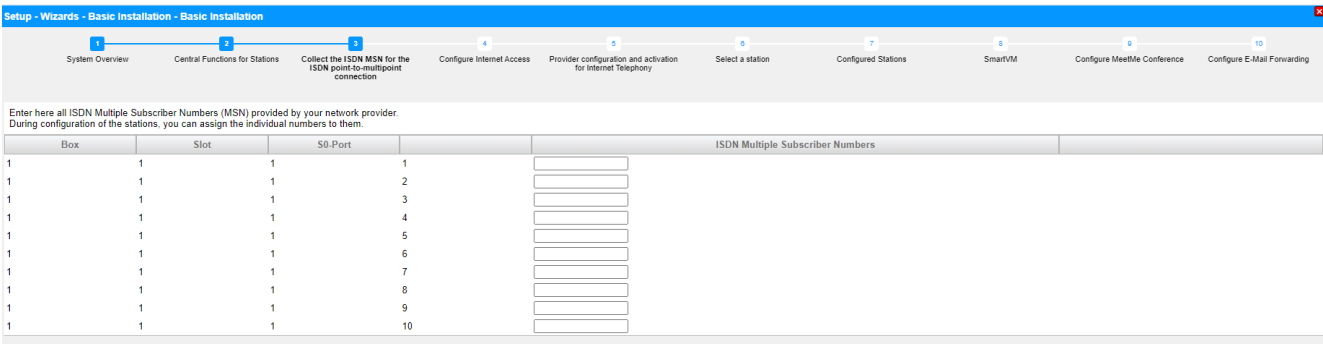 Setup - Wizards - Basic Installation - Basic Installation
1 2 3 4 5 6 7 8 9 10
System Overview Central Functions for Stations Collect the ISDN MSN for the Configure Internet Access Provider configuration and activation Select a station Configured Stations SmartVM Configure MeetMe Conference Configure E-Mail Forwarding
ISDN point-to-multipoint for Internet Telephony
connection
Enter here all ISDN Multiple Subscriber Numbers (MSN) provided by your network provider.
During configuration of the stations, you can assign the individual numbers to them.
Box Slot S0-Port ISDN Multiple Subscriber Numbers
1 1 1 1
1 1 1 2
1 1 1 3
1 1 1 4
1 1 1 5
1 1 1 6
1 1 1 7
1 1 1 8
1 1 1 9
1 1 1 10